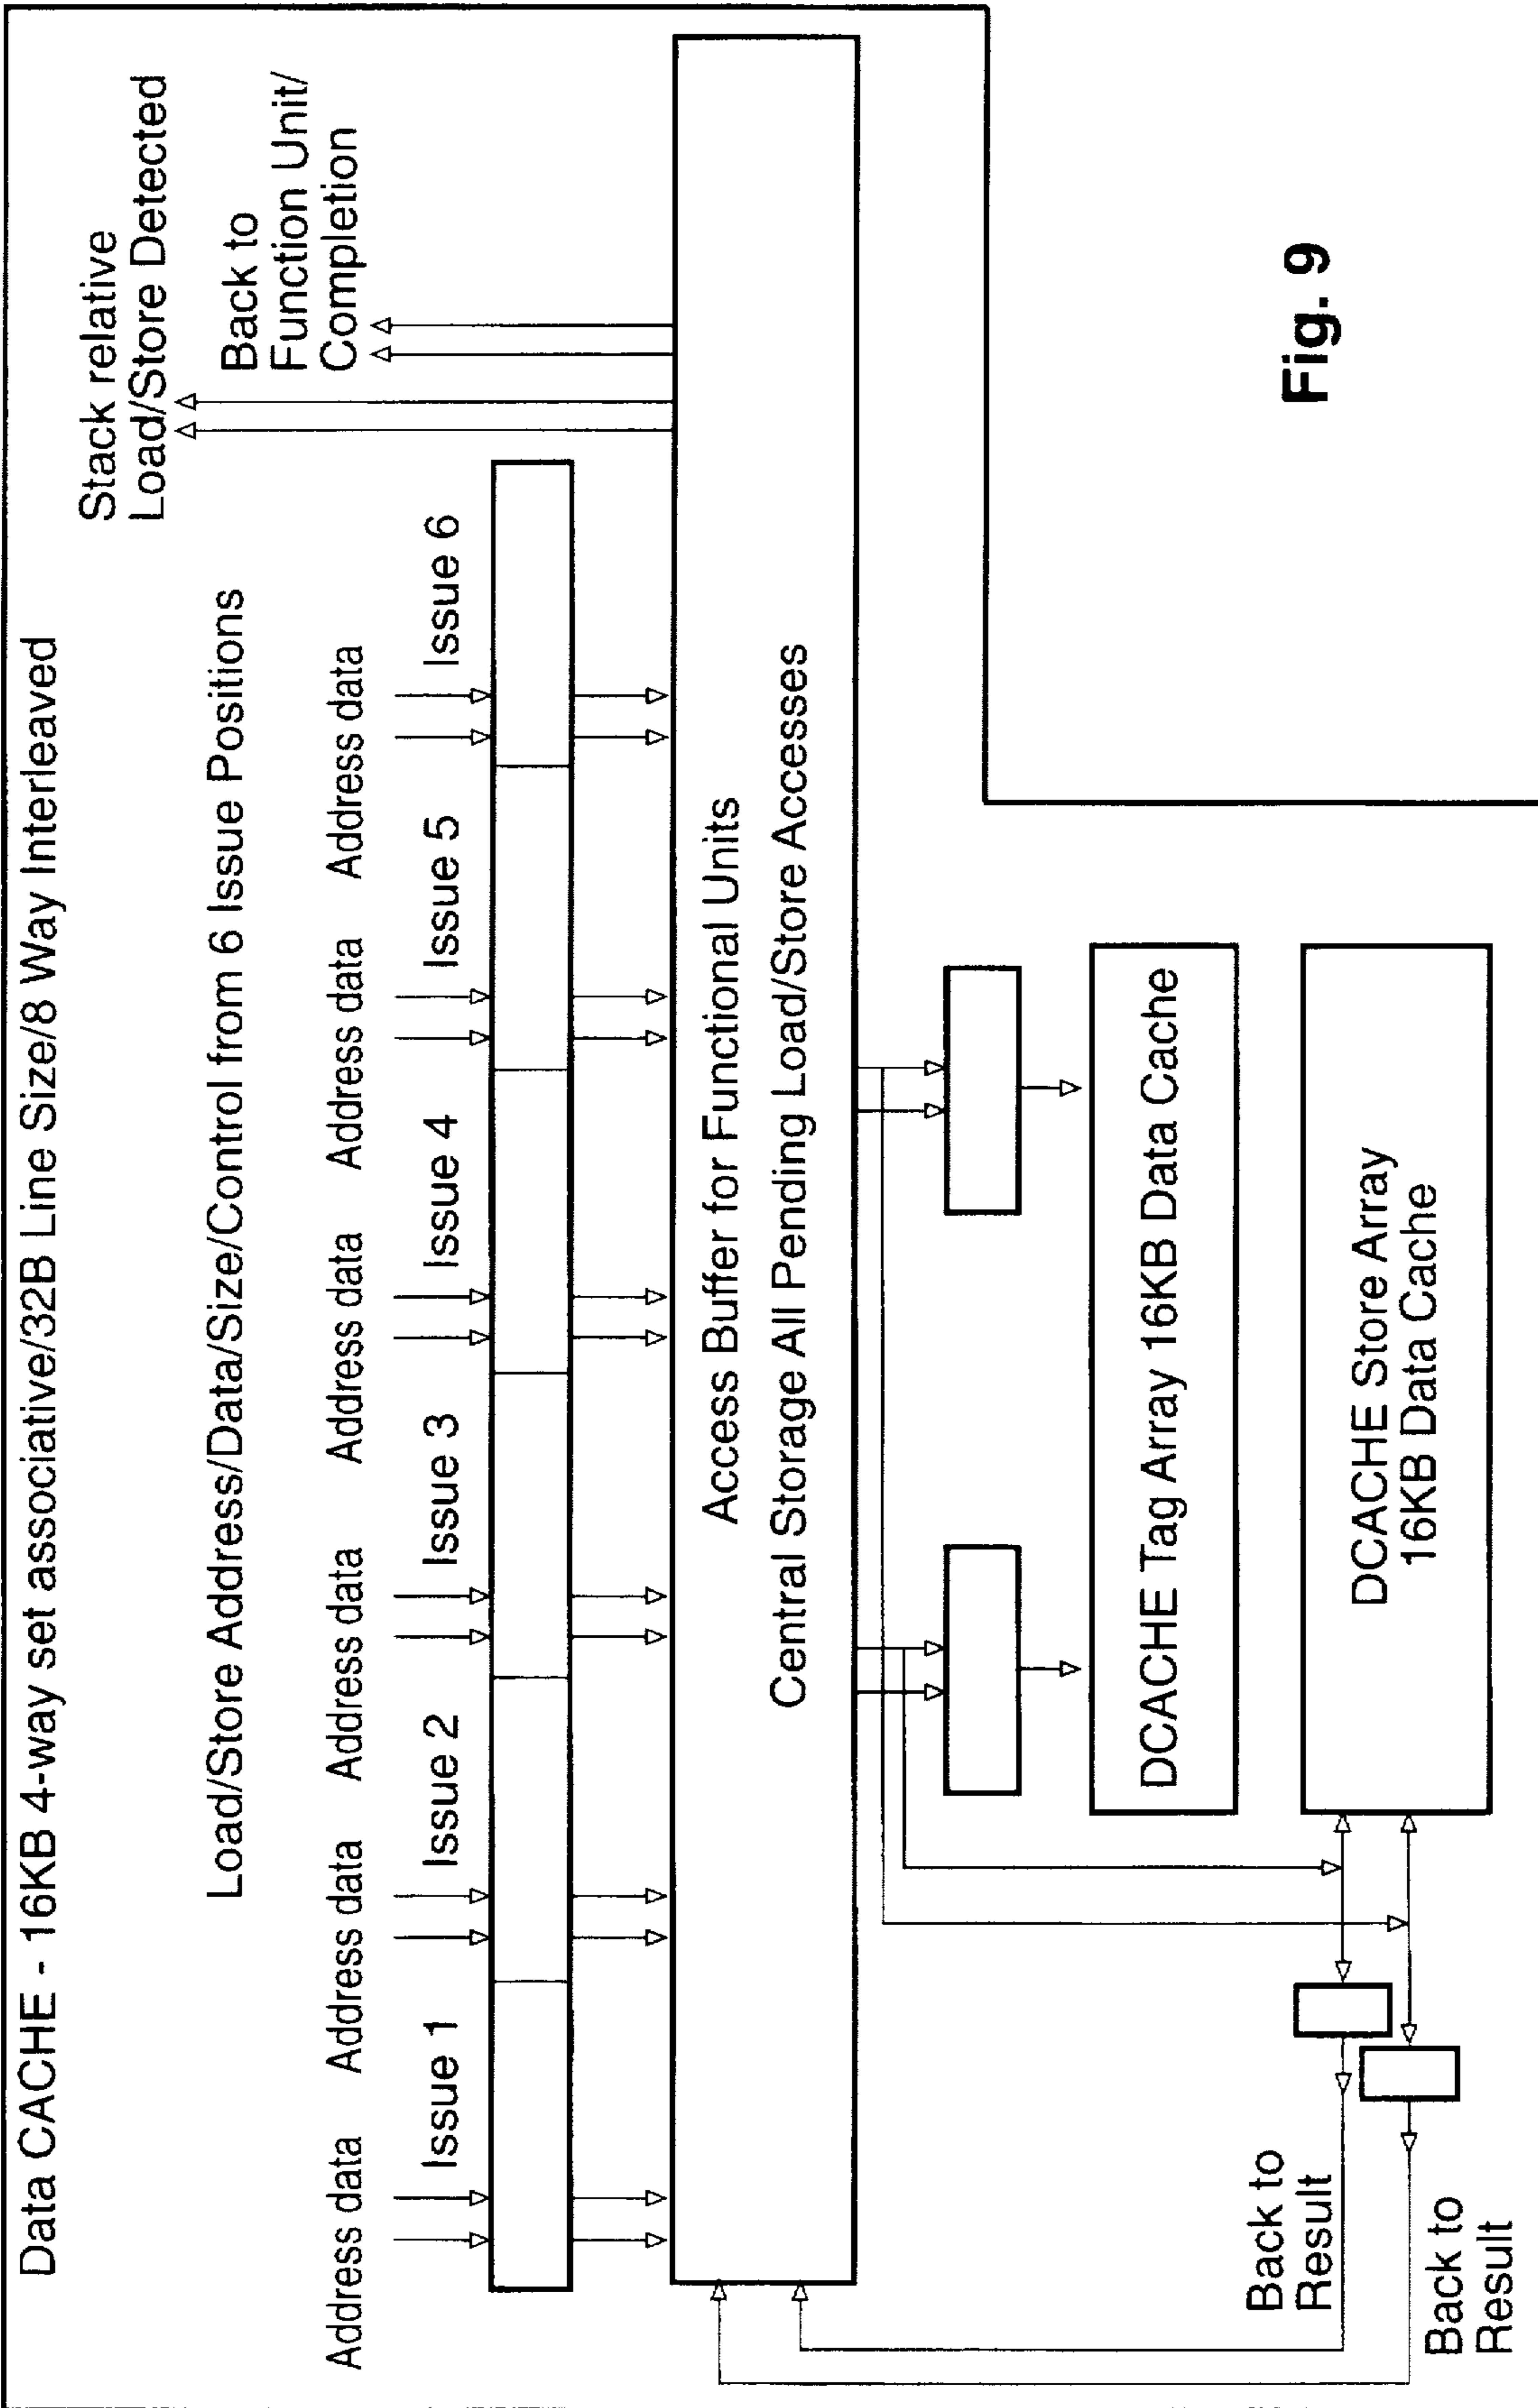 Data CACHE - 16KB 4-way set associative/32B Line Size/8 Way Interleaved
Stack relative
Load/Store Detected
Load/Store Address/Data/Size/Control from 6 Issue Positions
Back to
Function Unit/
Completion
Address data
Address data
Address data
Address data
Address data
Address data
Issue 1
Issue 2
Issue 3
Issue 4
Issue 5
Issue 6
Access Buffer for Functional Units
Central Storage All Pending Load/Store Accesses
DCACHE Tag Array 16KB Data Cache
DCACHE Store Array
16KB Data Cache
Back to
Result
Back to
Result
Fig. 9